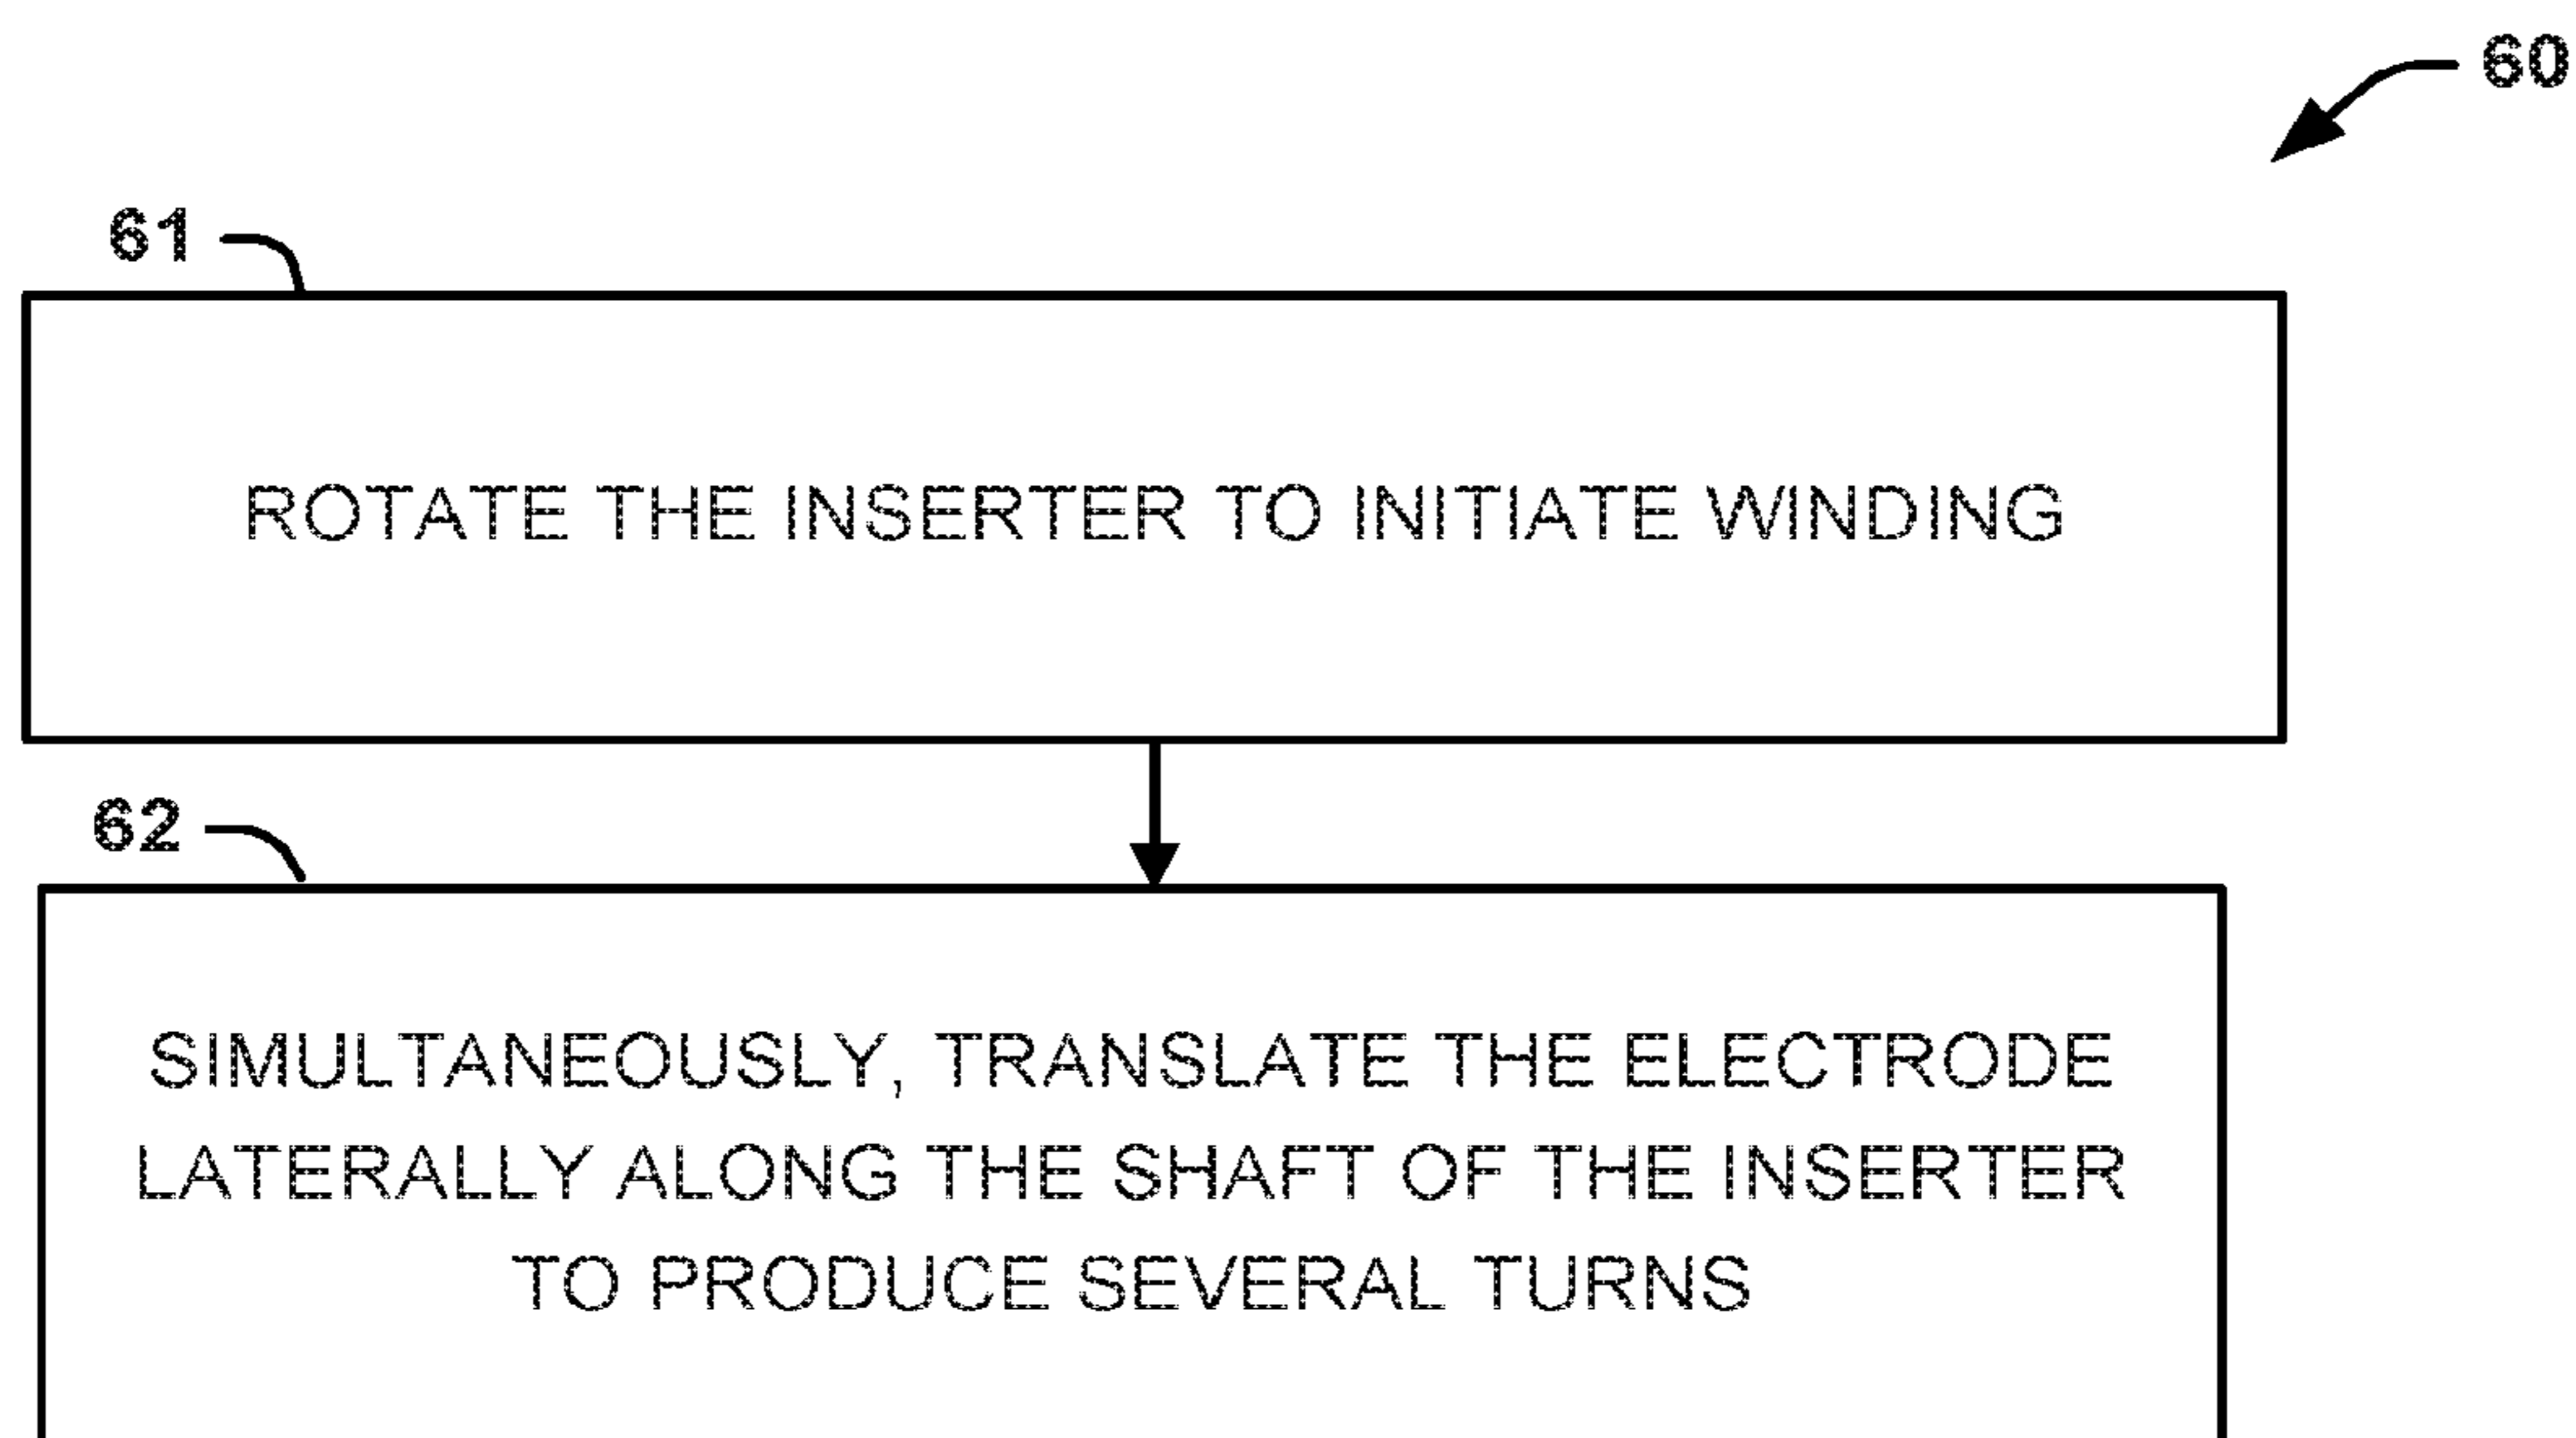 60
61
ROTATE THE INSERTER TO INITIATE WINDING
62
SIMULTANEOUSLY, TRANSLATE THE ELECTRODE
LATERALLY ALONG THE SHAFT OF THE INSERTER
TO PRODUCE SEVERAL TURNS